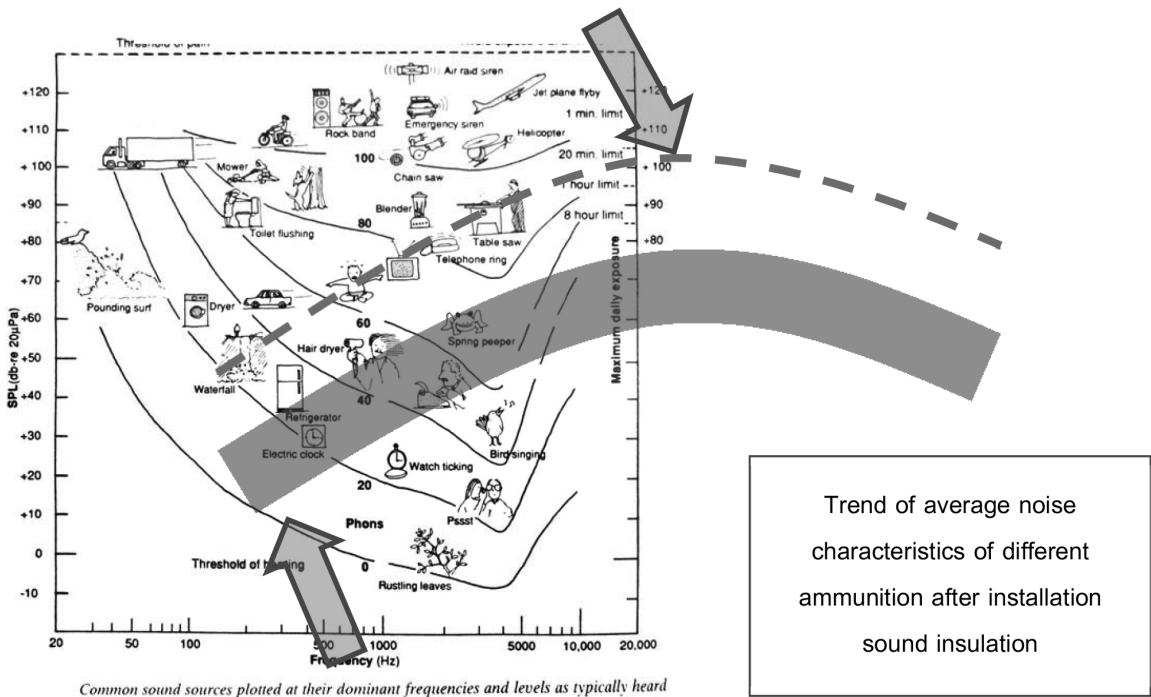 Threshold of pain
Air raid siren
Jet plane flyby
+120
+120
Emergency siren
1 min. limit
Rock band
+110
+110
Helicopter
100
20 min. limit
+100
+100
Mower
Chain saw
1 hour limit
+90
+90
Blender
8 hour limit
Toilet flushing
80
Table saw
+80
+80
Telephone ring
+70
Pounding surf
Dryer
+60
60
Spring peeper
Hair dryer
+50
Waterfall
+40
40
Refrigerator
+30
Electric clock
Bird singing
Watch ticking
+20
20
Pssst
+10
Phons
0
Threshold of
0
Rustling leaves
-10
SPL(db-re 20µPa)
Maximum daily exposure
20
50
100
500
1000
5000
10,000
20,000
Frequency (Hz)
Common sound sources plotted at their dominant frequencies and levels as typically heard
Trend of average noise
characteristics of different
ammunition after installation
sound insulation